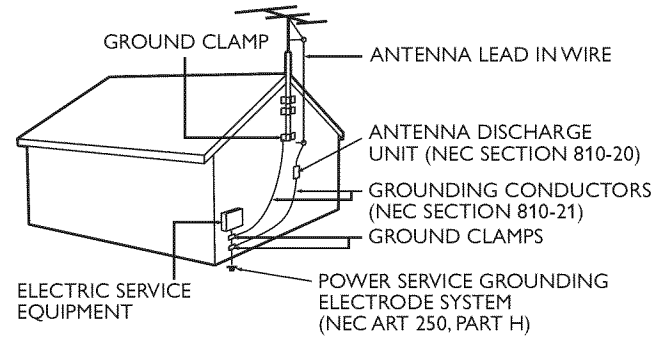 GROUND CLAMP
ANTENNA LEAD IN WIRE
ANTENNA DISCHARGE
UNIT (NEC SECTION 810-20)
GROUNDING CONDUCTORS
(NEC SECTION 810-21)
GROUND CLAMPS
POWER SERVICE GROUNDING
ELECTRODE SYSTEM
(NEC ART 250, PART H)
ELECTRIC SERVICE
EQUIPMENT